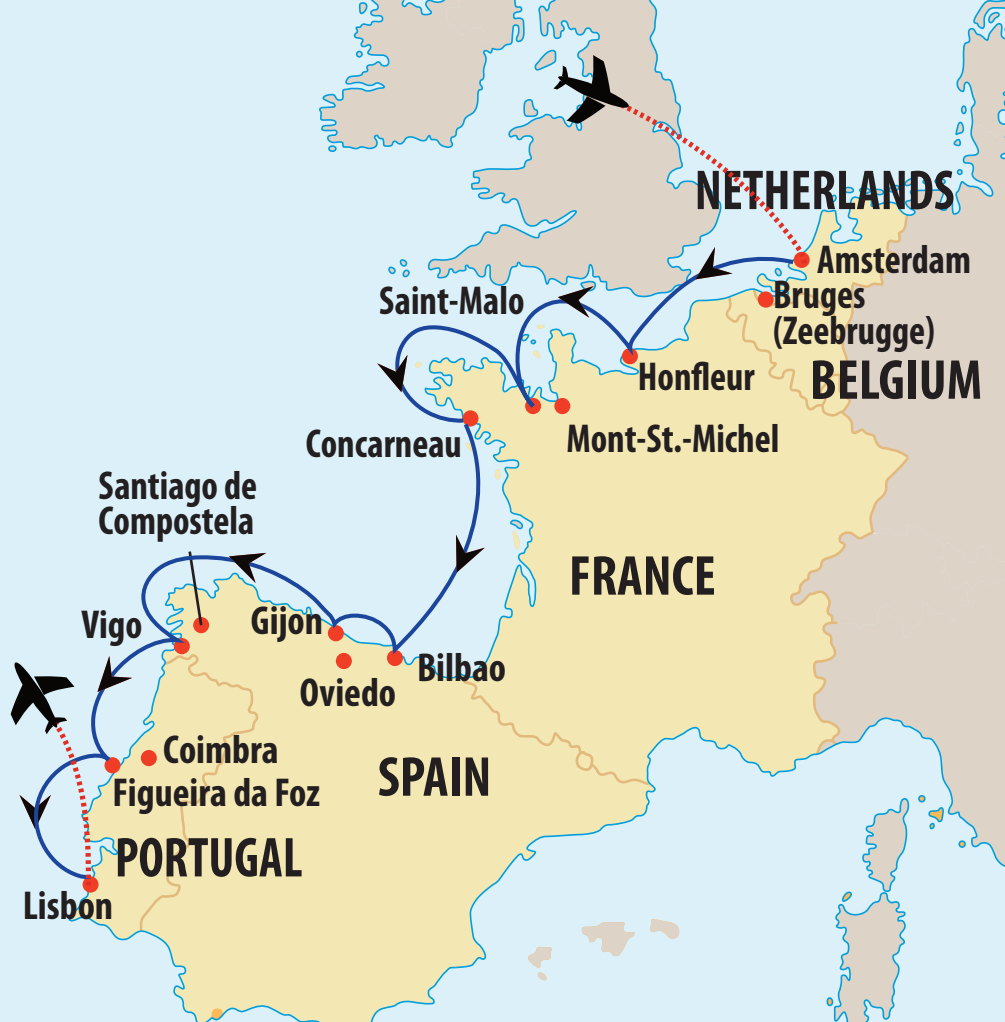 NETHERLANDS
Amsterdam
Bruges
(Zeebrugge)
Saint-Malo
Honfleur
BELGIUM
Mont-St.-Michel
Concarneau
Santiago de
Compostela
FRANCE
Vigo
Gijon
Bilbao
Oviedo
Coimbra
SPAIN
Figueira da Foz
PORTUGAL
Lisbon